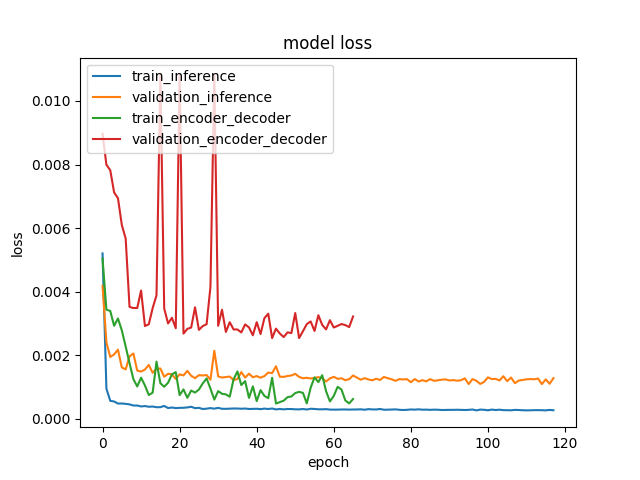 model loss
train_inference
validation_inference
train_encoder_decoder
validation_encoder_decoder
0.010
0.008
0.006
0.004
0.002
0.000
loss
0 20 40 60 80 100 120
epoch